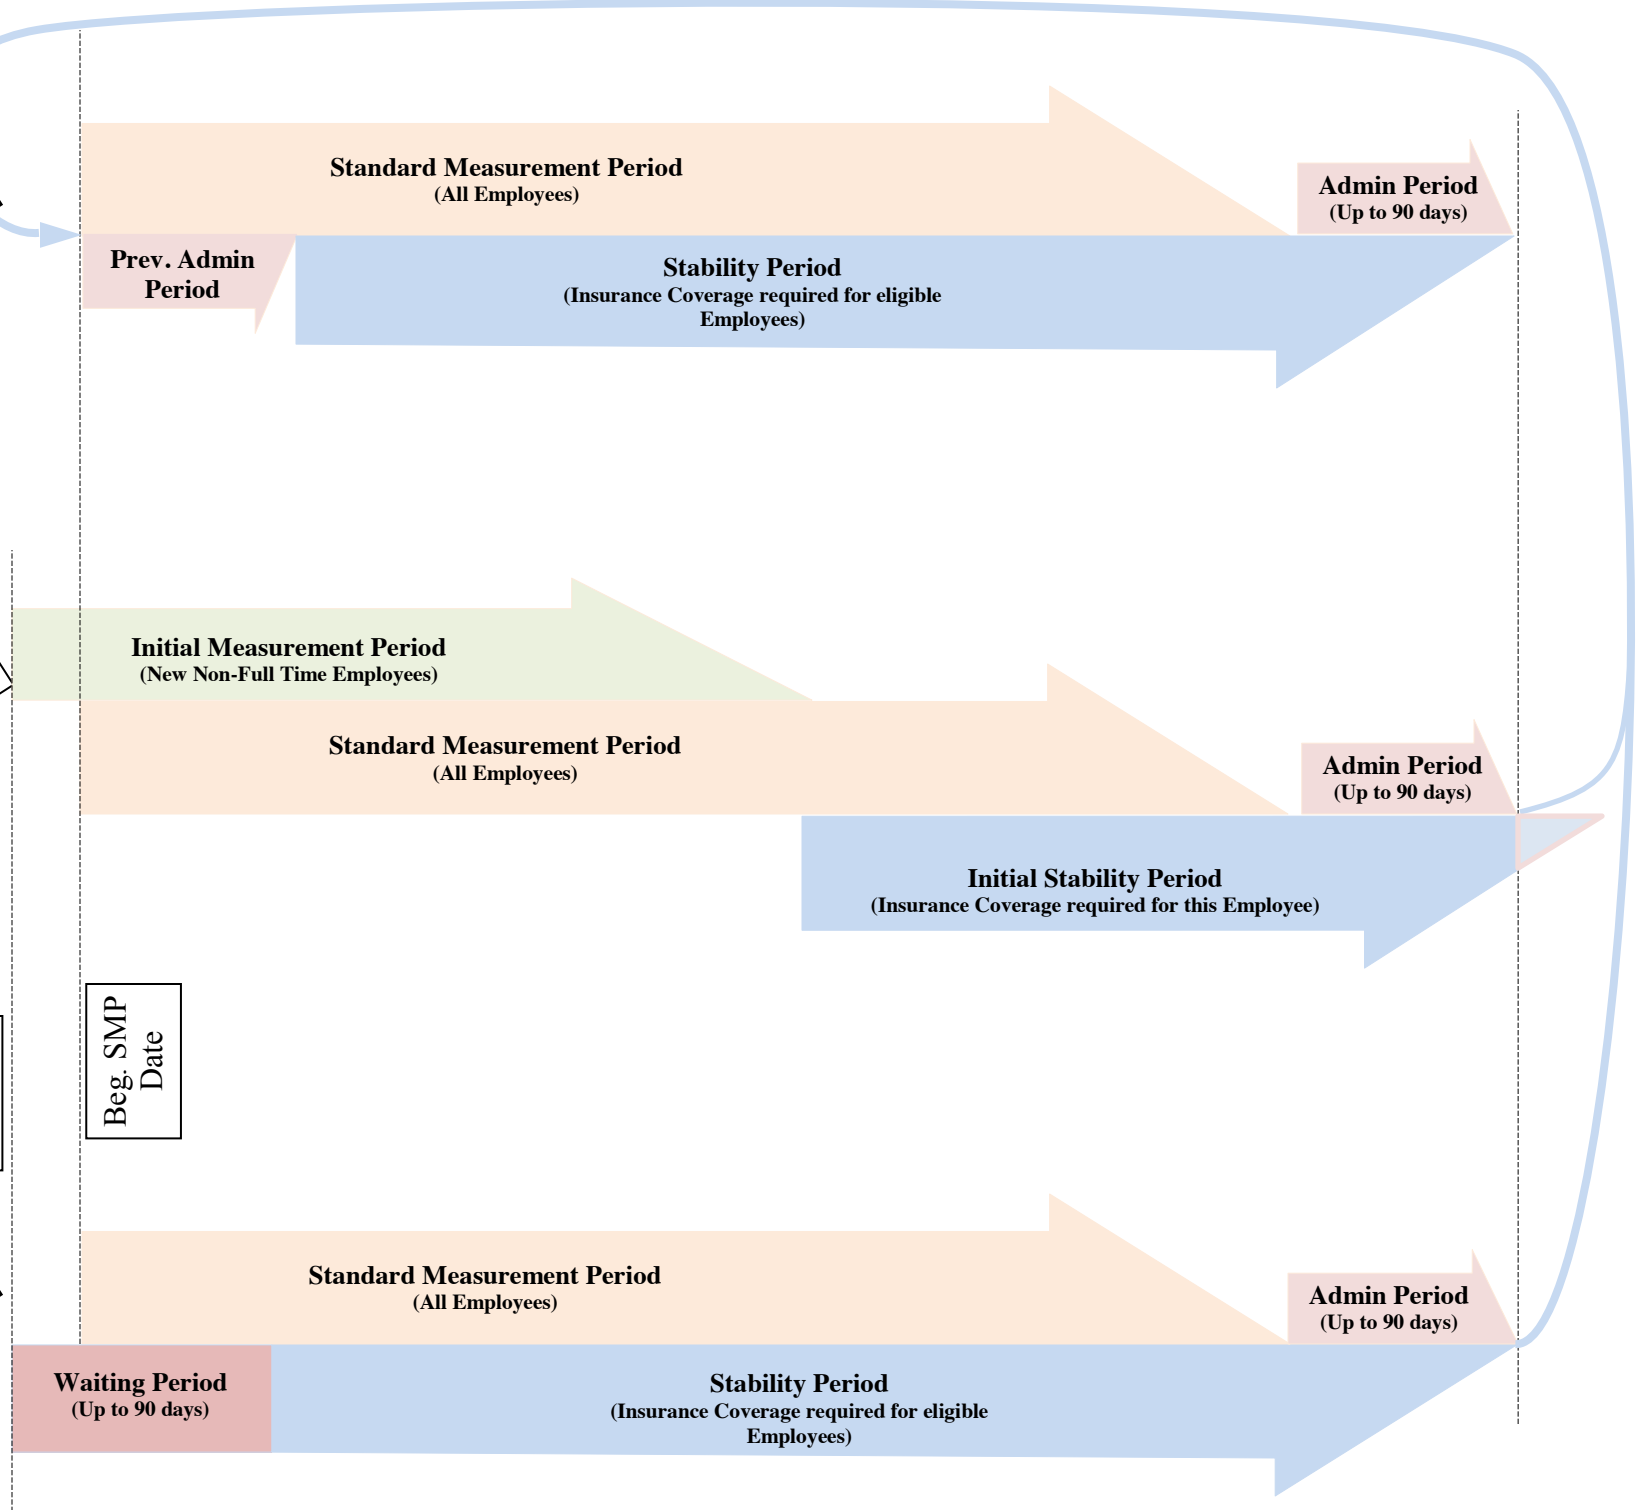 Standard Measurement Period
(All Employees)
Admin Period
(Up to 90 days)
Prev. Admin
Period
Stability Period
(Insurance Coverage required for eligible
Employees)
Initial Measurement Period
(New Non-Full Time Employees)
Standard Measurement Period
(All Employees)
Admin Period
(Up to 90 days)
Initial Stability Period
(Insurance Coverage required for this Employee)
Beg. SMP
Date
Standard Measurement Period
(All Employees)
Admin Period
(Up to 90 days)
Waiting Period
(Up to 90 days)
Stability Period
(Insurance Coverage required for eligible
Employees)